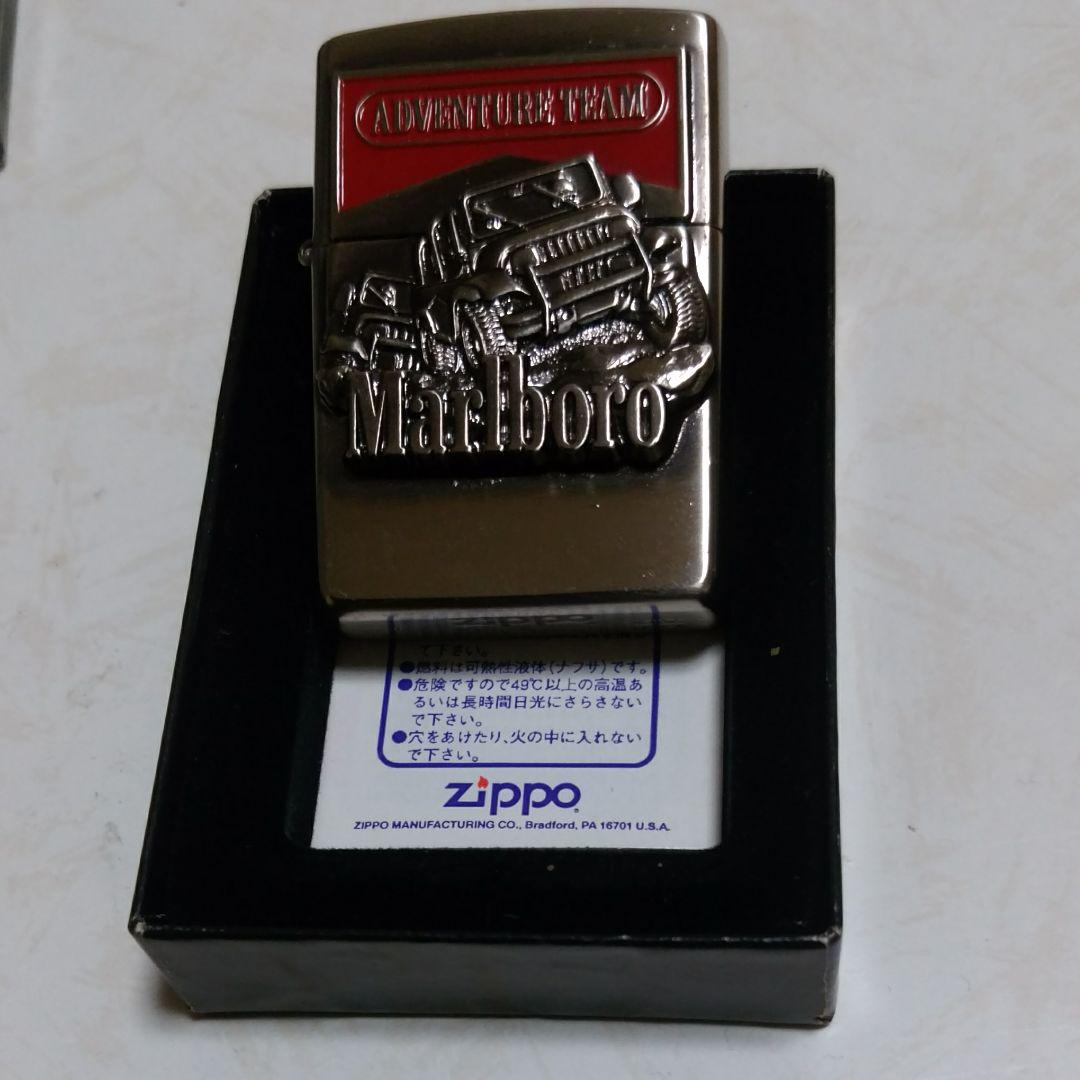 ADVENTURE TEAM
Marlboro
zippo
て下さい。
●燃料は可熱性液体(ナフサ)です。
●危険ですので49℃以上の高温あ
るいは長時間日光にさらさない
で下さい。
●穴をあけたり、火の中に入れない
で下さい。
zippo
ZIPPO MANUFACTURING CO., Bradford, PA 16701 U.S.A.